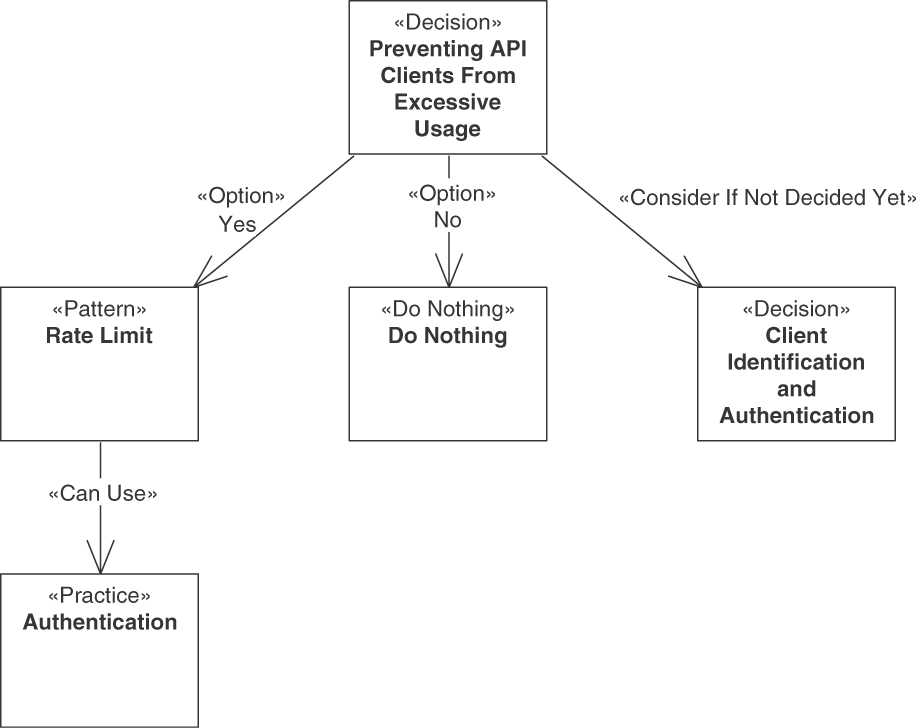 «Decision»
Preventing API
Clients From
Excessive
Usage
«Option»
Yes
«Option»
No
«Consider If Not Decided Yet»
«Pattern»
Rate Limit
«Do Nothing»
Do Nothing
«Decision»
Client
Identification
and
Authentication
«Can Use»
«Practice»
Authentication